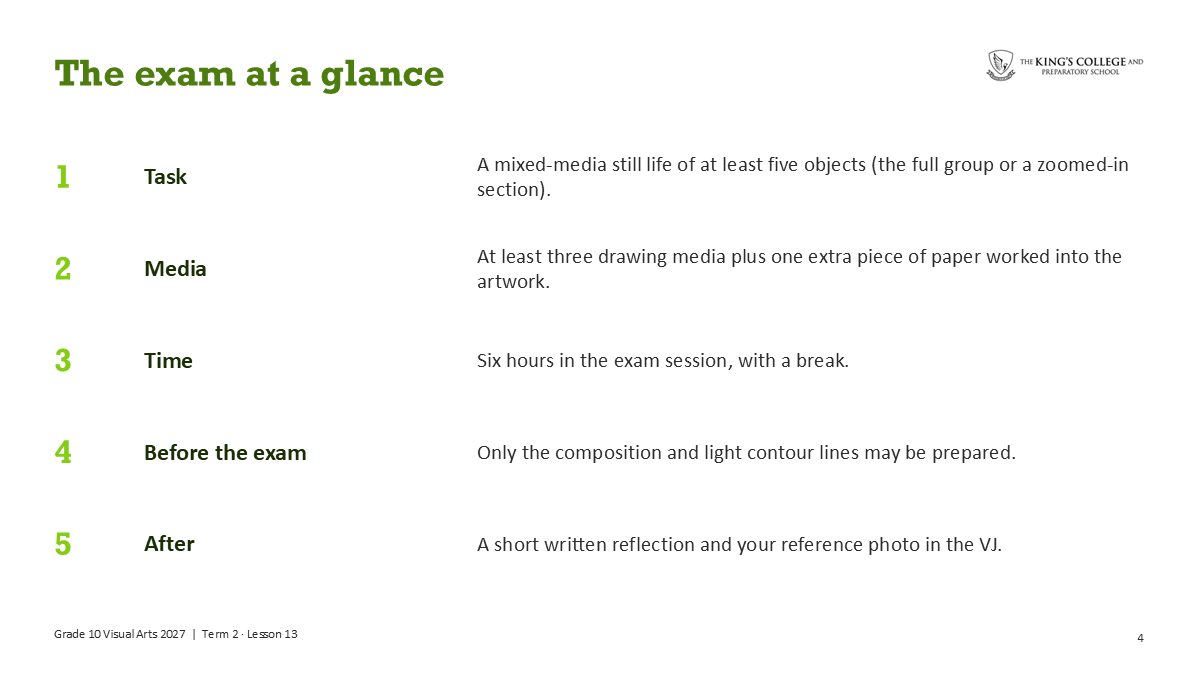 The exam at a glance
THE KING'S COLLEGE AND
PREPARATORY SCHOOL
1
Task
A mixed-media still life of at least five objects (the full group or a zoomed-in
section).
2
Media
At least three drawing media plus one extra piece of paper worked into the
artwork.
3
Time
Six hours in the exam session, with a break.
4
Before the exam
Only the composition and light contour lines may be prepared.
5
After
A short written reflection and your reference photo in the VJ.
Grade 10 Visual Arts 2027 | Term 2 · Lesson 13
4